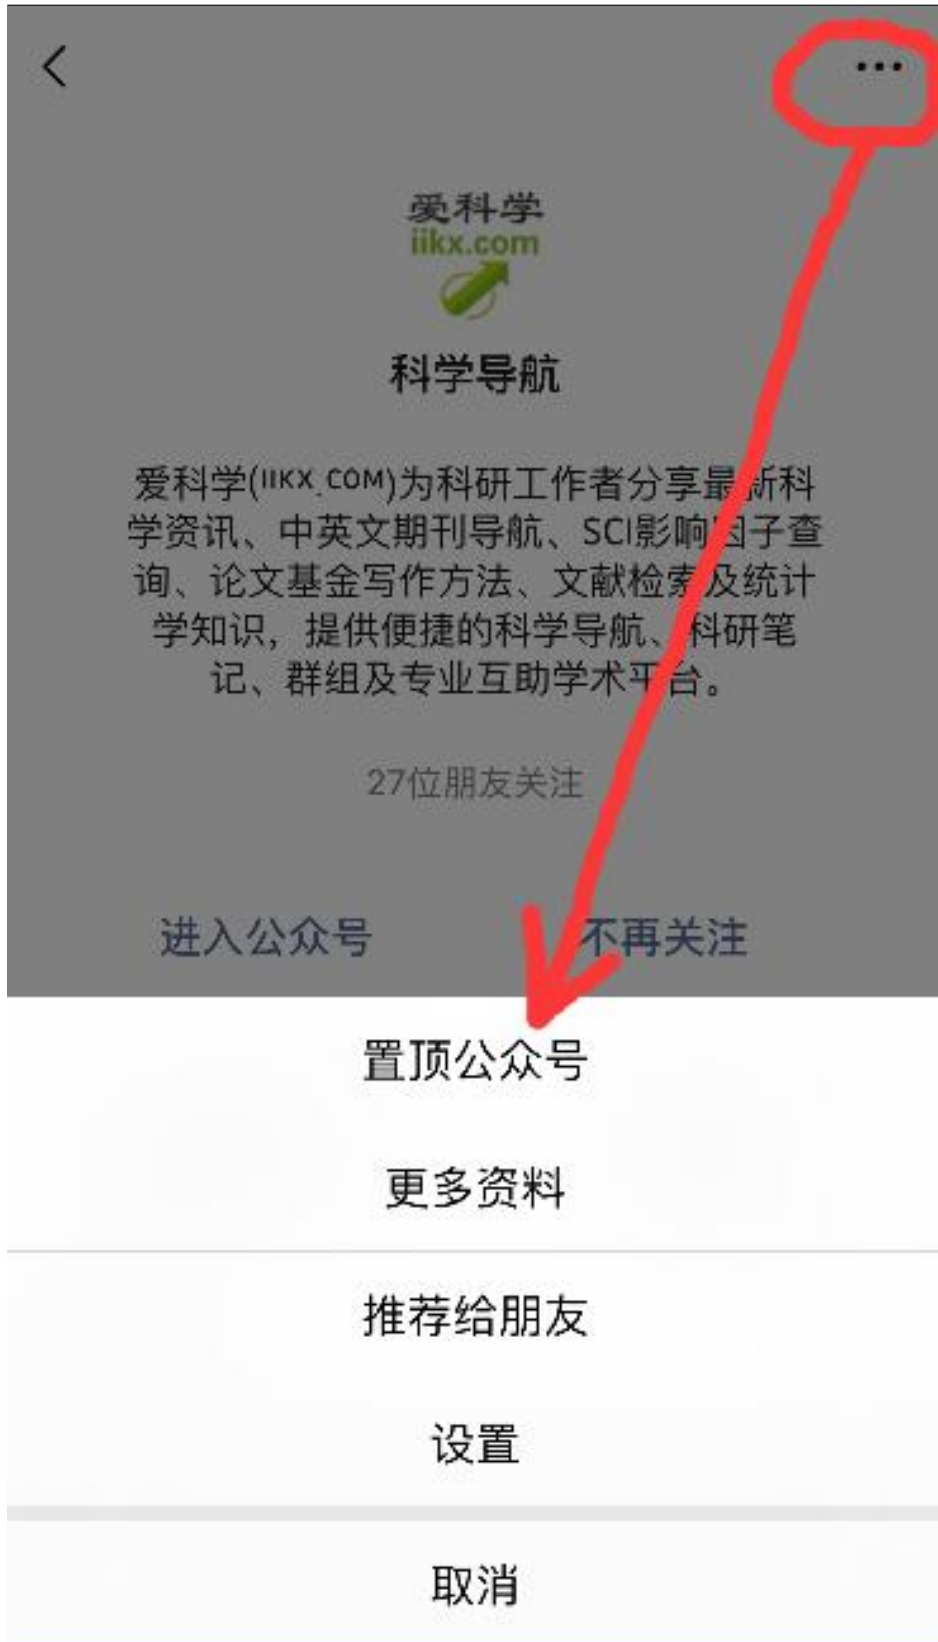 爱科学
iikx.com
科学导航
爱科学(IIKX.COM)为科研工作者分享最新科
学资讯、中英文期刊导航、SCI影响因子查
询、论文基金写作方法、文献检索及统计
学知识，提供便捷的科学导航、科研笔
记、群组及专业互助学术平台。
27位朋友关注
进入公众号 不再关注
置顶公众号
更多资料
推荐给朋友
设置
取消